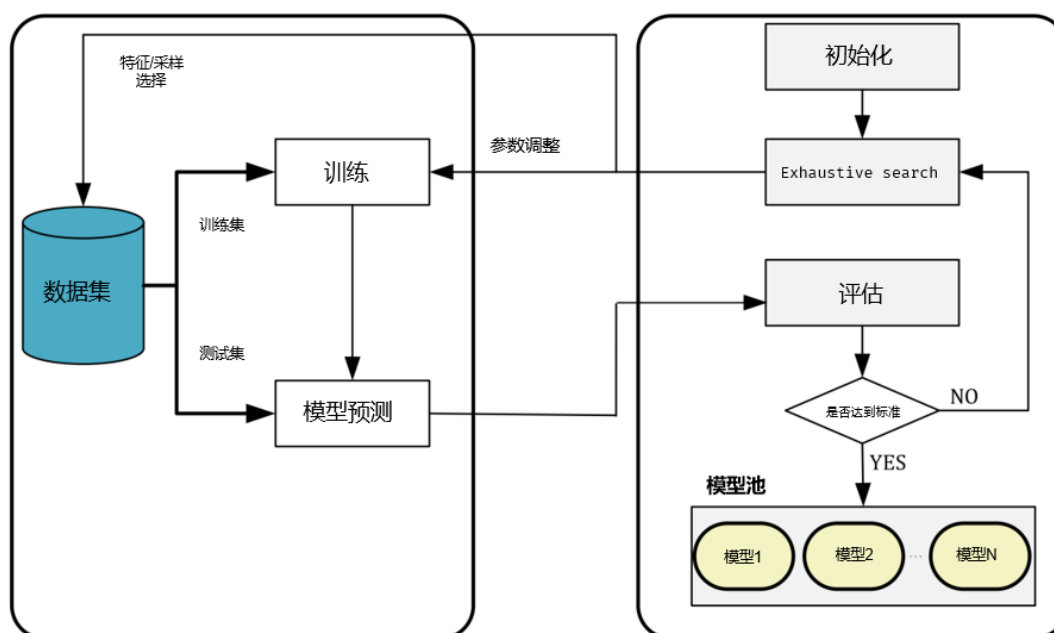 特征/采样
选择
初始化
参数调整
训练
Exhaustive search
训练集
数据集
评估
测试集
模型预测
是否达到标准
NO
YES
模型池
模型1
模型2
...
模型N